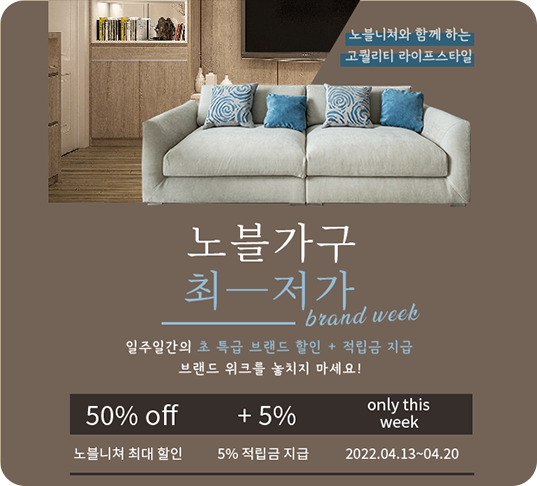 노블니쳐와 함께 하는
고퀄리티 라이프스타일
노블가구
최—저가
brand week
일주일간의 초 특급 브랜드 할인 + 적립금 지급
브랜드 위크를 놓치지 마세요!
50% off
+ 5%
only this
week
노블니쳐 최대 할인
5% 적립금 지급
2022.04.13~04.20